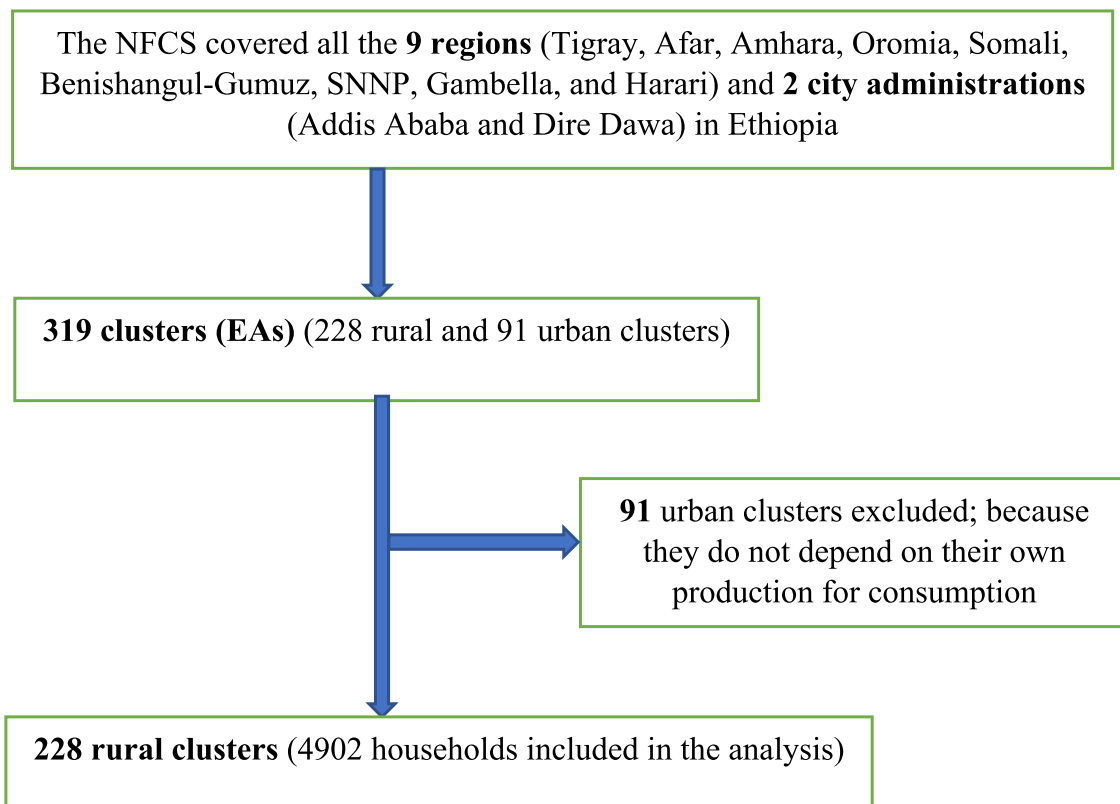 The NFCS covered all the 9 regions (Tigray, Afar, Amhara, Oromia, Somali,
Benishangul-Gumuz, SNNP, Gambella, and Harari) and 2 city administrations
(Addis Ababa and Dire Dawa) in Ethiopia
319 clusters (EAs) (228 rural and 91 urban clusters)
91 urban clusters excluded; because
they do not depend on their own
production for consumption
228 rural clusters (4902 households included in the analysis)